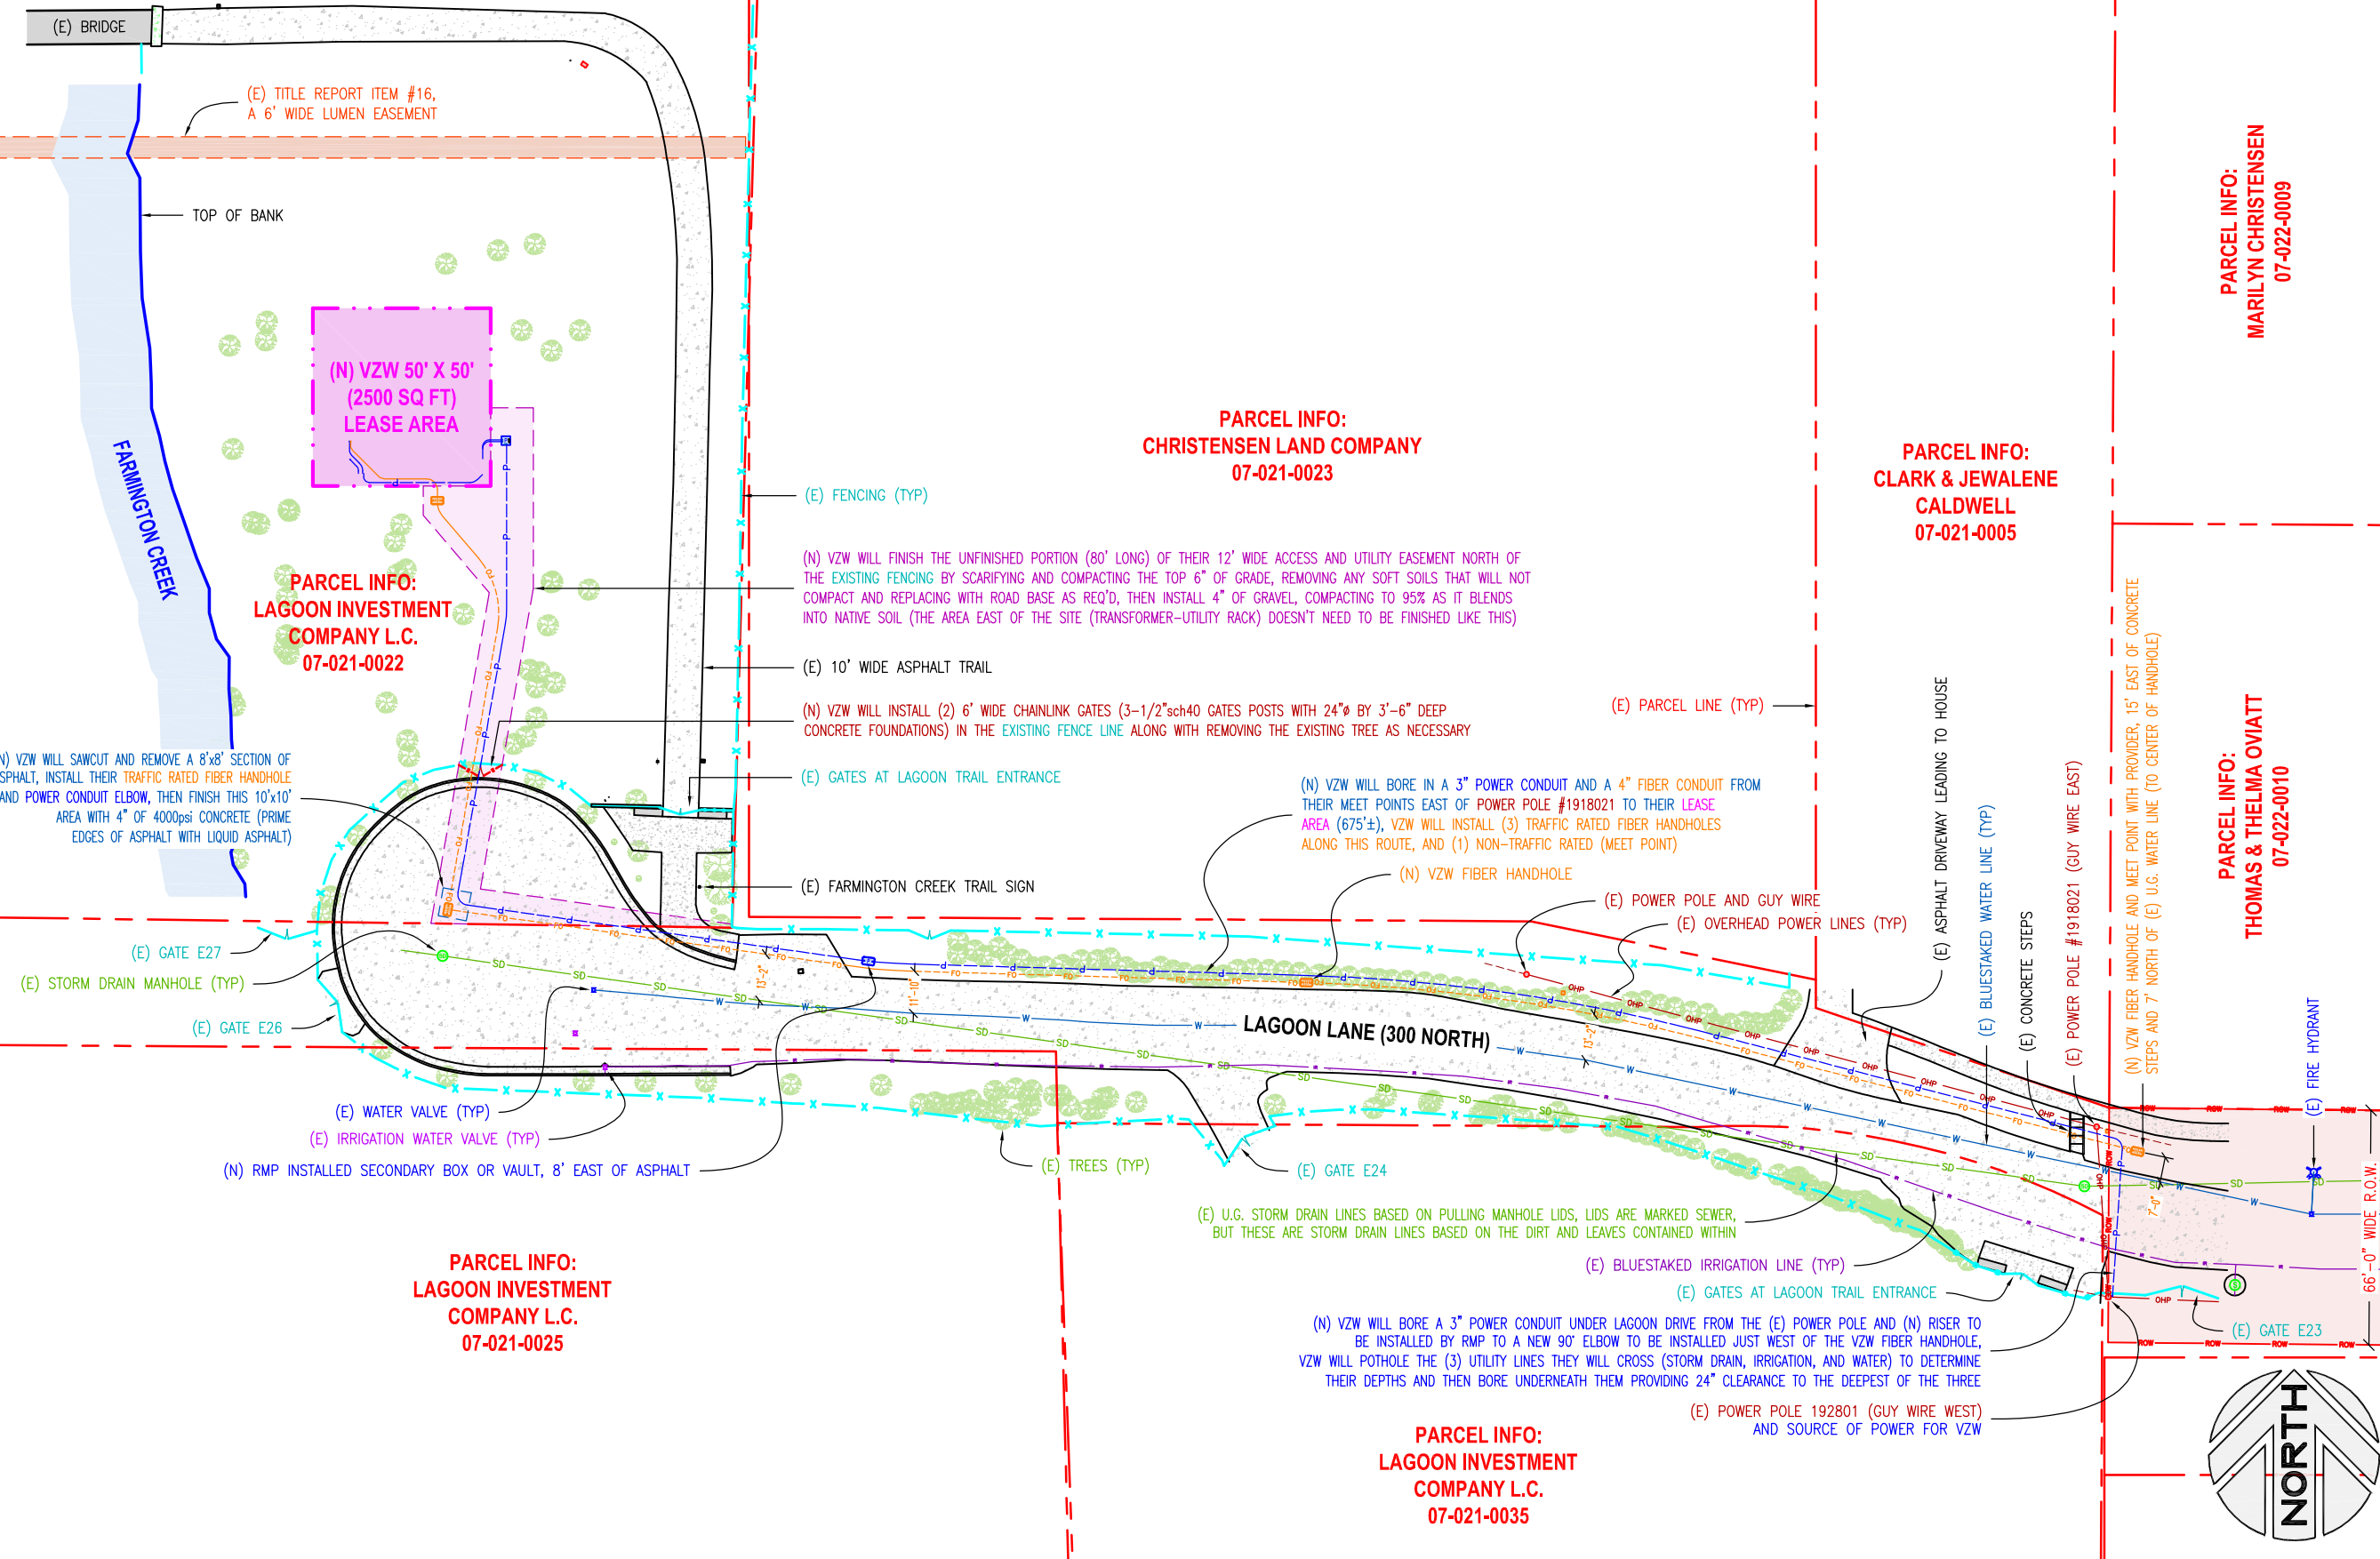 (E) BRIDGE
(E) TITLE REPORT ITEM #16,
A 6' WIDE LUMEN EASEMENT
TOP OF BANK
FARMINGTON CREEK
(N) VZW 50' X 50'
(2500 SQ FT)
LEASE AREA
PARCEL INFO:
LAGOON INVESTMENT
COMPANY L.C.
07-021-0022
PARCEL INFO:
CHRISTENSEN LAND COMPANY
07-021-0023
PARCEL INFO:
CLARK & JEWALENE
CALDWELL
07-021-0005
PARCEL INFO:
MARILYN CHRISTENSEN
07-022-0009
PARCEL INFO:
THOMAS & THELMA OVIATT
07-022-0010
(E) FENCING (TYP)
(N) VZW WILL FINISH THE UNFINISHED PORTION (80' LONG) OF THEIR 12' WIDE ACCESS AND UTILITY EASEMENT NORTH OF
THE EXISTING FENCING BY SCARIFYING AND COMPACTING THE TOP 6" OF GRADE, REMOVING ANY SOFT SOILS THAT WILL NOT
COMPACT AND REPLACING WITH ROAD BASE AS REQ'D, THEN INSTALL 4" OF GRAVEL, COMPACTING TO 95% AS IT BLENDS
INTO NATIVE SOIL (THE AREA EAST OF THE SITE (TRANSFORMER-UTILITY RACK) DOESN'T NEED TO BE FINISHED LIKE THIS)
(E) 10' WIDE ASPHALT TRAIL
(N) VZW WILL INSTALL (2) 6' WIDE CHAINLINK GATES (3-1/2"sch40 GATES POSTS WITH 24"ø BY 3'-6" DEEP
CONCRETE FOUNDATIONS) IN THE EXISTING FENCE LINE ALONG WITH REMOVING THE EXISTING TREE AS NECESSARY
(E) GATES AT LAGOON TRAIL ENTRANCE
(E) FARMINGTON CREEK TRAIL SIGN
(E) PARCEL LINE (TYP)
N) VZW WILL SAWCUT AND REMOVE A 8'x8' SECTION OF
SPHALT, INSTALL THEIR TRAFFIC RATED FIBER HANDHOLE
AND POWER CONDUIT ELBOW, THEN FINISH THIS 10'x10'
AREA WITH 4" OF 4000psi CONCRETE (PRIME
EDGES OF ASPHALT WITH LIQUID ASPHALT)
(N) VZW WILL BORE IN A 3" POWER CONDUIT AND A 4" FIBER CONDUIT FROM
THEIR MEET POINTS EAST OF POWER POLE #1918021 TO THEIR LEASE
AREA (675'±), VZW WILL INSTALL (3) TRAFFIC RATED FIBER HANDHOLES
ALONG THIS ROUTE, AND (1) NON-TRAFFIC RATED (MEET POINT)
(N) VZW FIBER HANDHOLE
(E) POWER POLE AND GUY WIRE
(E) OVERHEAD POWER LINES (TYP)
(E) ASPHALT DRIVEWAY LEADING TO HOUSE
(E) BLUESTAKED WATER LINE (TYP)
(E) CONCRETE STEPS
(E) POWER POLE #1918021 (GUY WIRE EAST)
(N) VZW FIBER HANDHOLE AND MEET POINT WITH PROVIDER, 15' EAST OF CONCRETE
STEPS AND 7' NORTH OF (E) U.G. WATER LINE (TO CENTER OF HANDHOLE)
(E) FIRE HYDRANT
66'-0" WIDE R.O.W.
(E) GATE E27
(E) STORM DRAIN MANHOLE (TYP)
(E) GATE E26
13'-2"
11'-10"
13'-2"
7'-0"
LAGOON LANE (300 NORTH)
(E) WATER VALVE (TYP)
(E) IRRIGATION WATER VALVE (TYP)
(N) RMP INSTALLED SECONDARY BOX OR VAULT, 8' EAST OF ASPHALT
(E) TREES (TYP)
(E) GATE E24
(E) U.G. STORM DRAIN LINES BASED ON PULLING MANHOLE LIDS, LIDS ARE MARKED SEWER,
BUT THESE ARE STORM DRAIN LINES BASED ON THE DIRT AND LEAVES CONTAINED WITHIN
(E) BLUESTAKED IRRIGATION LINE (TYP)
(E) GATES AT LAGOON TRAIL ENTRANCE
(N) VZW WILL BORE A 3" POWER CONDUIT UNDER LAGOON DRIVE FROM THE (E) POWER POLE AND (N) RISER TO
BE INSTALLED BY RMP TO A NEW 90° ELBOW TO BE INSTALLED JUST WEST OF THE VZW FIBER HANDHOLE,
VZW WILL POTHOLE THE (3) UTILITY LINES THEY WILL CROSS (STORM DRAIN, IRRIGATION, AND WATER) TO DETERMINE
THEIR DEPTHS AND THEN BORE UNDERNEATH THEM PROVIDING 24" CLEARANCE TO THE DEEPEST OF THE THREE
(E) POWER POLE 192801 (GUY WIRE WEST)
AND SOURCE OF POWER FOR VZW
(E) GATE E23
PARCEL INFO:
LAGOON INVESTMENT
COMPANY L.C.
07-021-0025
PARCEL INFO:
LAGOON INVESTMENT
COMPANY L.C.
07-021-0035
NORTH